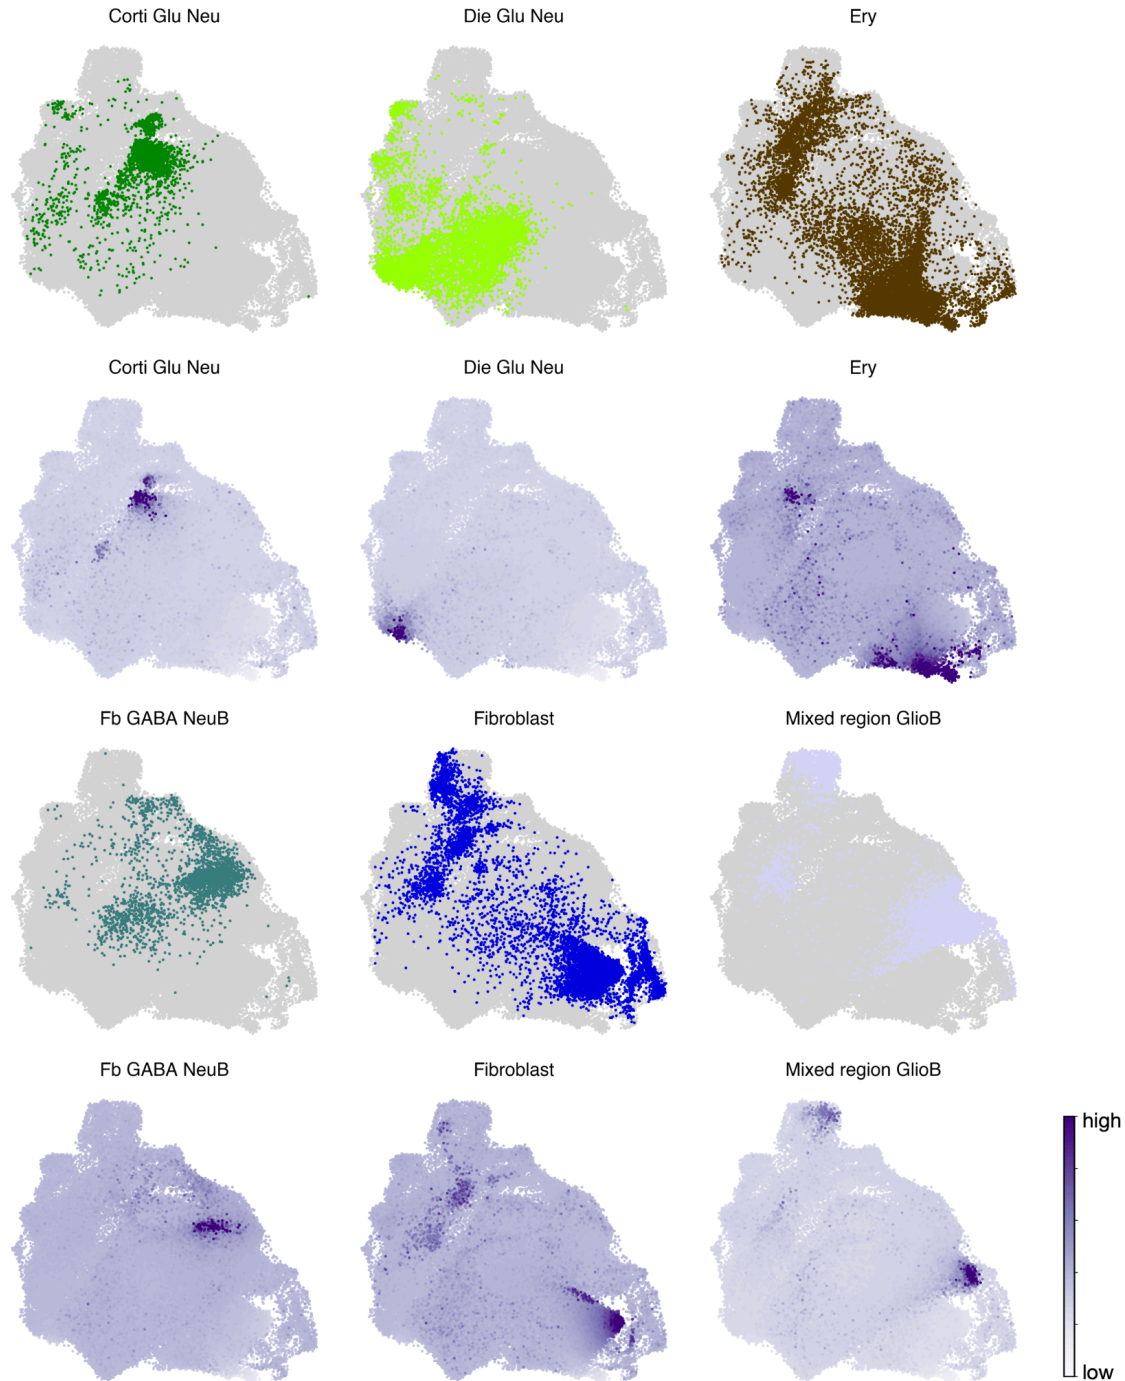 Corti Glu Neu
Die Glu Neu
Ery
Corti Glu Neu
Die Glu Neu
Ery
Fb GABA NeuB
Fibroblast
Mixed region GlioB
Fb GABA NeuB
Fibroblast
Mixed region GlioB
high
low